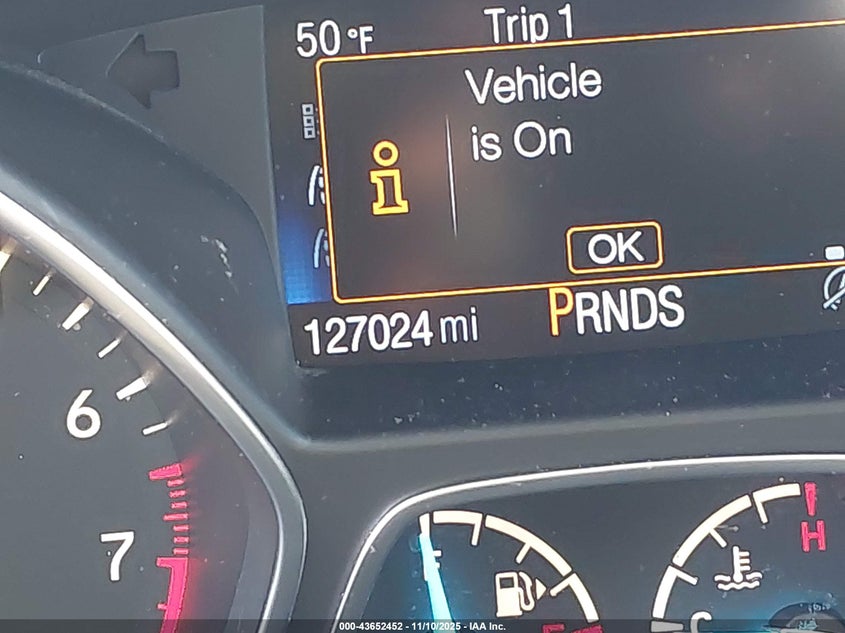 50°F Trip 1
Vehicle
is On
OK
127024 mi PRNDS
6
7
H
C
000-43652452 - 11/10/2025 - IAA Inc.